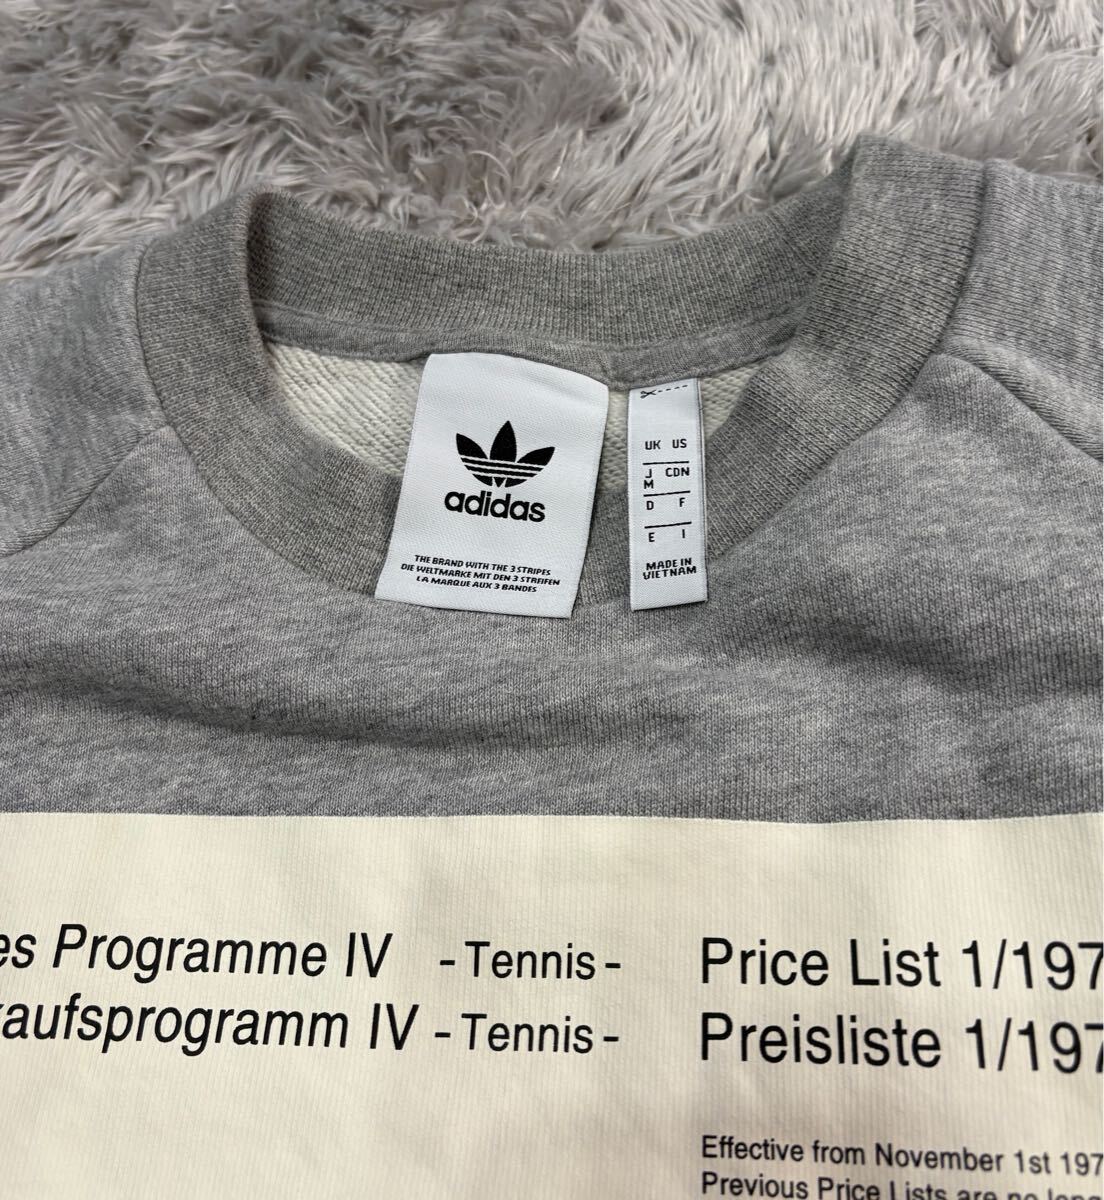 adidas
THE BRAND WITH THE 3 STRIPES
DIE WELTMARKE MIT DEN 3 STREIFEN
LA MARQUE AUX 3 BANDES
UK US
J CDN
M
D F
E I
MADE IN
VIETNAM
es Programme IV - Tennis -
aufsprogramm IV - Tennis -
Price List 1/197
Preisliste 1/197
Effective from November 1st 197
Previous Price Lists are no